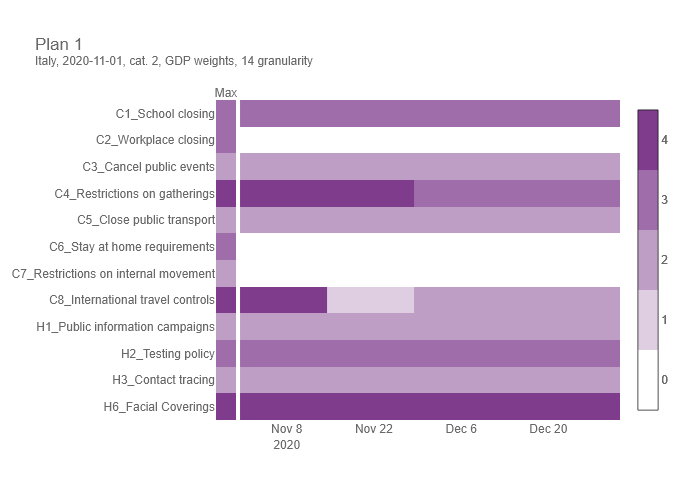 Plan 1
Italy, 2020-11-01, cat. 2, GDP weights, 14 granularity
Max
C1_School closing
C2_Workplace closing
C3_Cancel public events
C4_Restrictions on gatherings
C5_Close public transport
C6_Stay at home requirements
C7_Restrictions on internal movement
C8_International travel controls
H1_Public information campaigns
H2_Testing policy
H3_Contact tracing
H6_Facial Coverings
Nov 8 Nov 22 Dec 6 Dec 20
2020
4
3
2
1
0